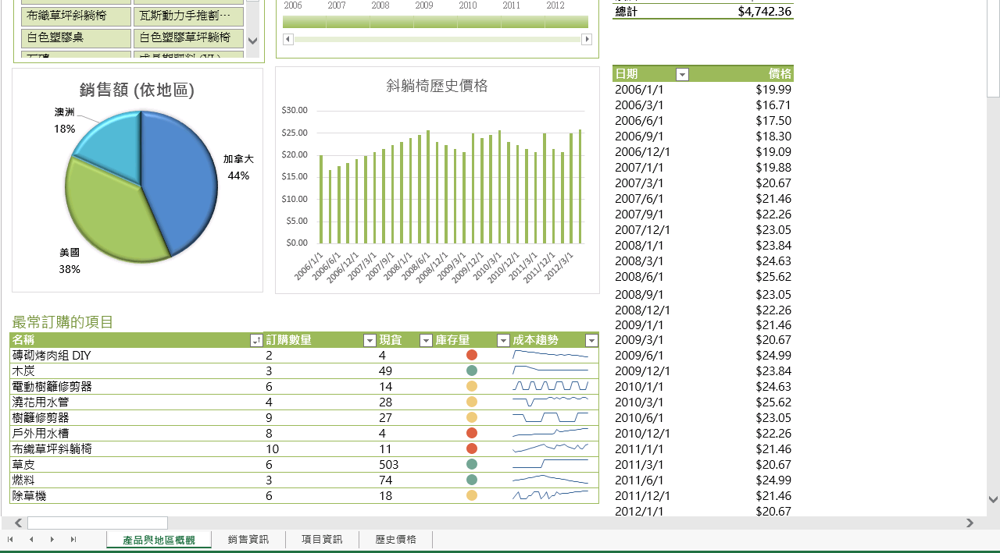 布織草坪斜躺椅 瓦斯動力手推割…
白色塑膠桌 白色塑膠草坪躺椅
2006 2007 2008 2009 2010 2011 2012
總計 $4,742.36
銷售額 (依地區)
澳洲
18%
加拿大
44%
美國
38%
斜躺椅歷史價格
$30.00
$25.00
$20.00
$15.00
$10.00
$5.00
$0.00
2006/1/1 2006/6/1 2006/12/1 2007/3/1 2007/9/1 2008/1/1 2008/6/1 2008/12/1 2009/3/1 2009/12/1 2010/3/1 2010/12/1 2011/3/1 2011/12/1 2012/3/1
日期 價格
2006/1/1 $19.99
2006/3/1 $16.71
2006/6/1 $17.50
2006/9/1 $18.30
2006/12/1 $19.09
2007/1/1 $19.88
2007/3/1 $20.67
2007/6/1 $21.46
2007/9/1 $22.26
2007/12/1 $23.05
2008/1/1 $23.84
2008/3/1 $24.63
2008/6/1 $25.62
2008/9/1 $23.05
2008/12/1 $22.26
2009/1/1 $21.46
2009/3/1 $20.67
2009/6/1 $24.99
2009/12/1 $23.84
2010/1/1 $24.63
2010/3/1 $25.62
2010/6/1 $23.05
2010/12/1 $22.26
2011/1/1 $21.46
2011/3/1 $20.67
2011/6/1 $24.99
2011/12/1 $21.46
2012/1/1 $20.67
最常訂購的項目
名稱 訂購數量 現貨 庫存量 成本趨勢
磚砌烤肉組 DIY 2 4
木炭 3 49
電動樹籬修剪器 6 14
澆花用水管 4 28
樹籬修剪器 9 27
戶外用水槽 8 4
布織草坪斜躺椅 10 11
草皮 6 503
燃料 3 74
除草機 6 18
產品與地區概觀 銷售資訊 項目資訊 歷史價格